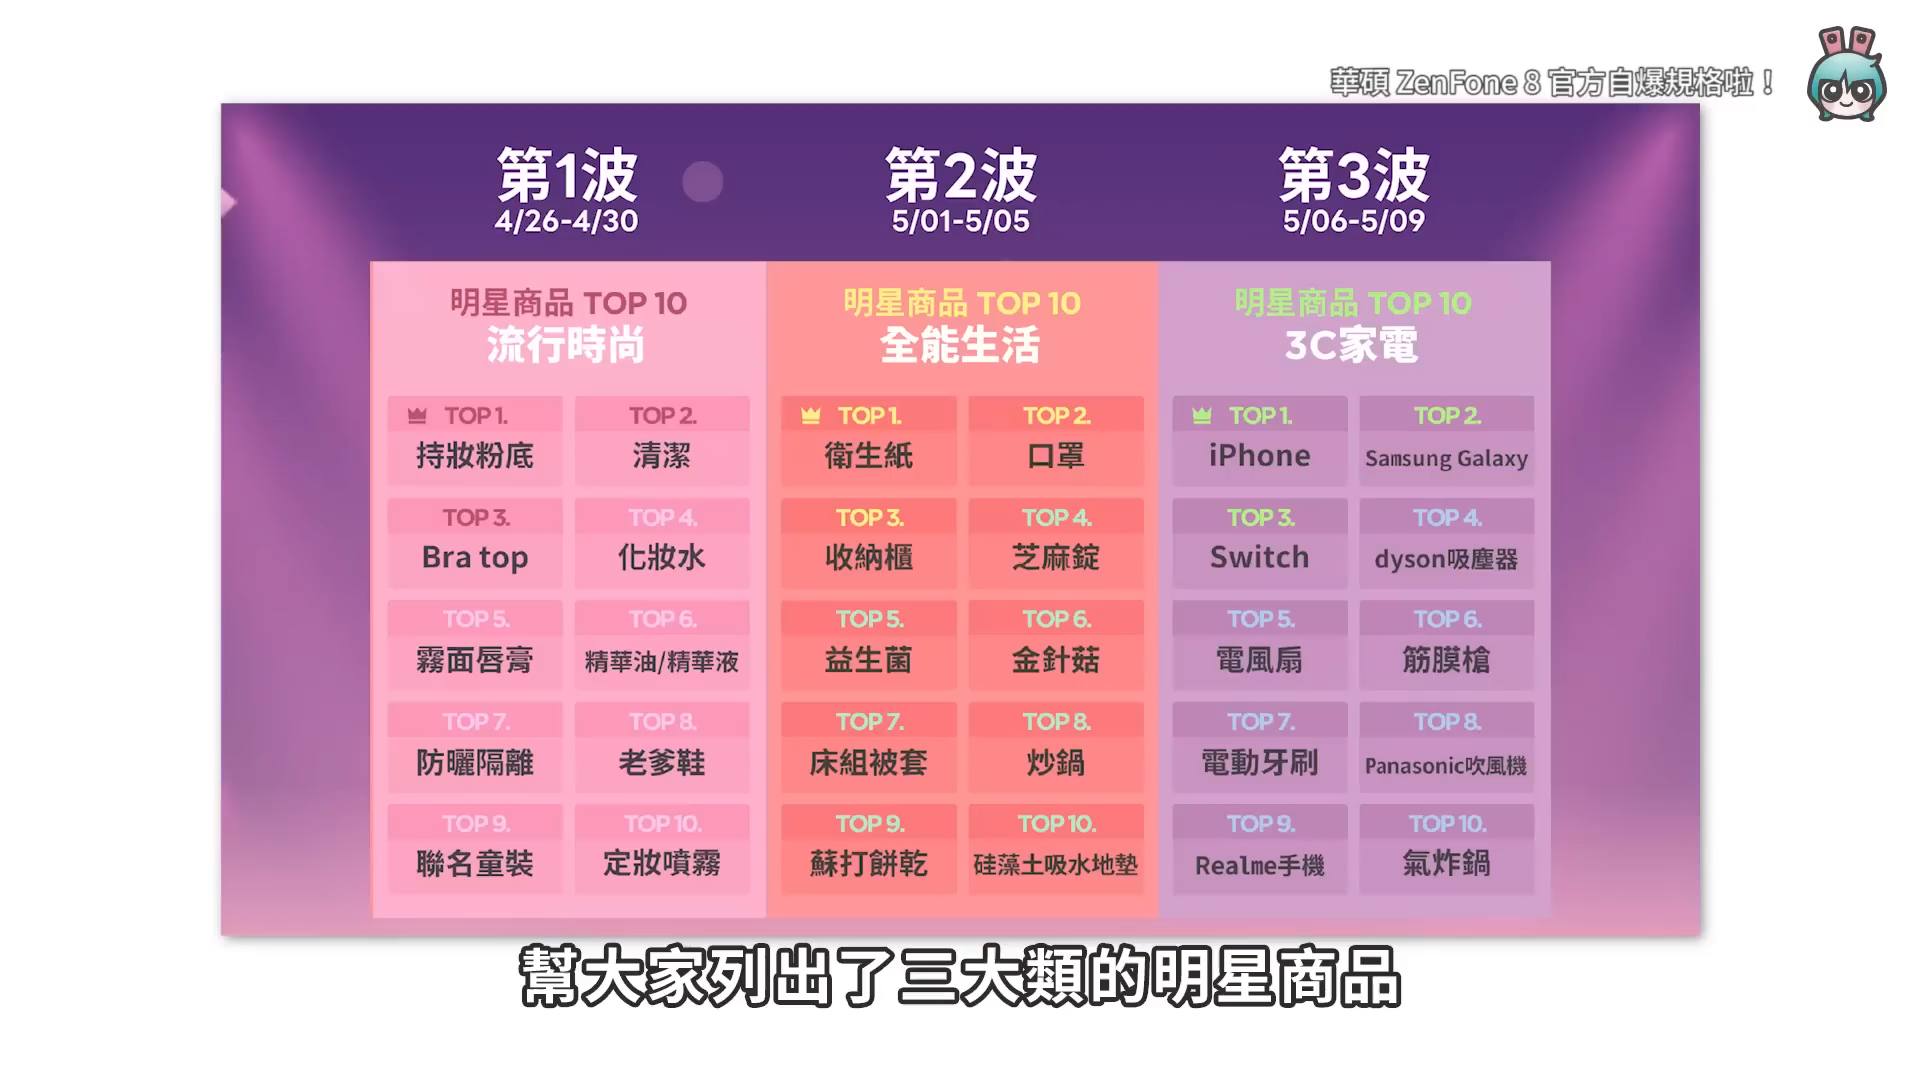 華碩 ZenFone 8 官方自爆規格啦！
第1波
4/26-4/30
第2波
5/01-5/05
第3波
5/06-5/09
明星商品 TOP 10
流行時尚
TOP 1.
持妝粉底
TOP 2.
清潔
TOP 3.
Bra top
TOP 4.
化妝水
TOP 5.
霧面唇膏
TOP 6.
精華油/精華液
TOP 7.
防曬隔離
TOP 8.
老爹鞋
TOP 9.
聯名童裝
TOP 10.
定妝噴霧
明星商品 TOP 10
全能生活
TOP 1.
衛生紙
TOP 2.
口罩
TOP 3.
收納櫃
TOP 4.
芝麻錠
TOP 5.
益生菌
TOP 6.
金針菇
TOP 7.
床組被套
TOP 8.
炒鍋
TOP 9.
蘇打餅乾
TOP 10.
硅藻土吸水地墊
明星商品 TOP 10
3C家電
TOP 1.
iPhone
TOP 2.
Samsung Galaxy
TOP 3.
Switch
TOP 4.
dyson吸塵器
TOP 5.
電風扇
TOP 6.
筋膜槍
TOP 7.
電動牙刷
TOP 8.
Panasonic吹風機
TOP 9.
Realme手機
TOP 10.
氣炸鍋
幫大家列出了三大類的明星商品